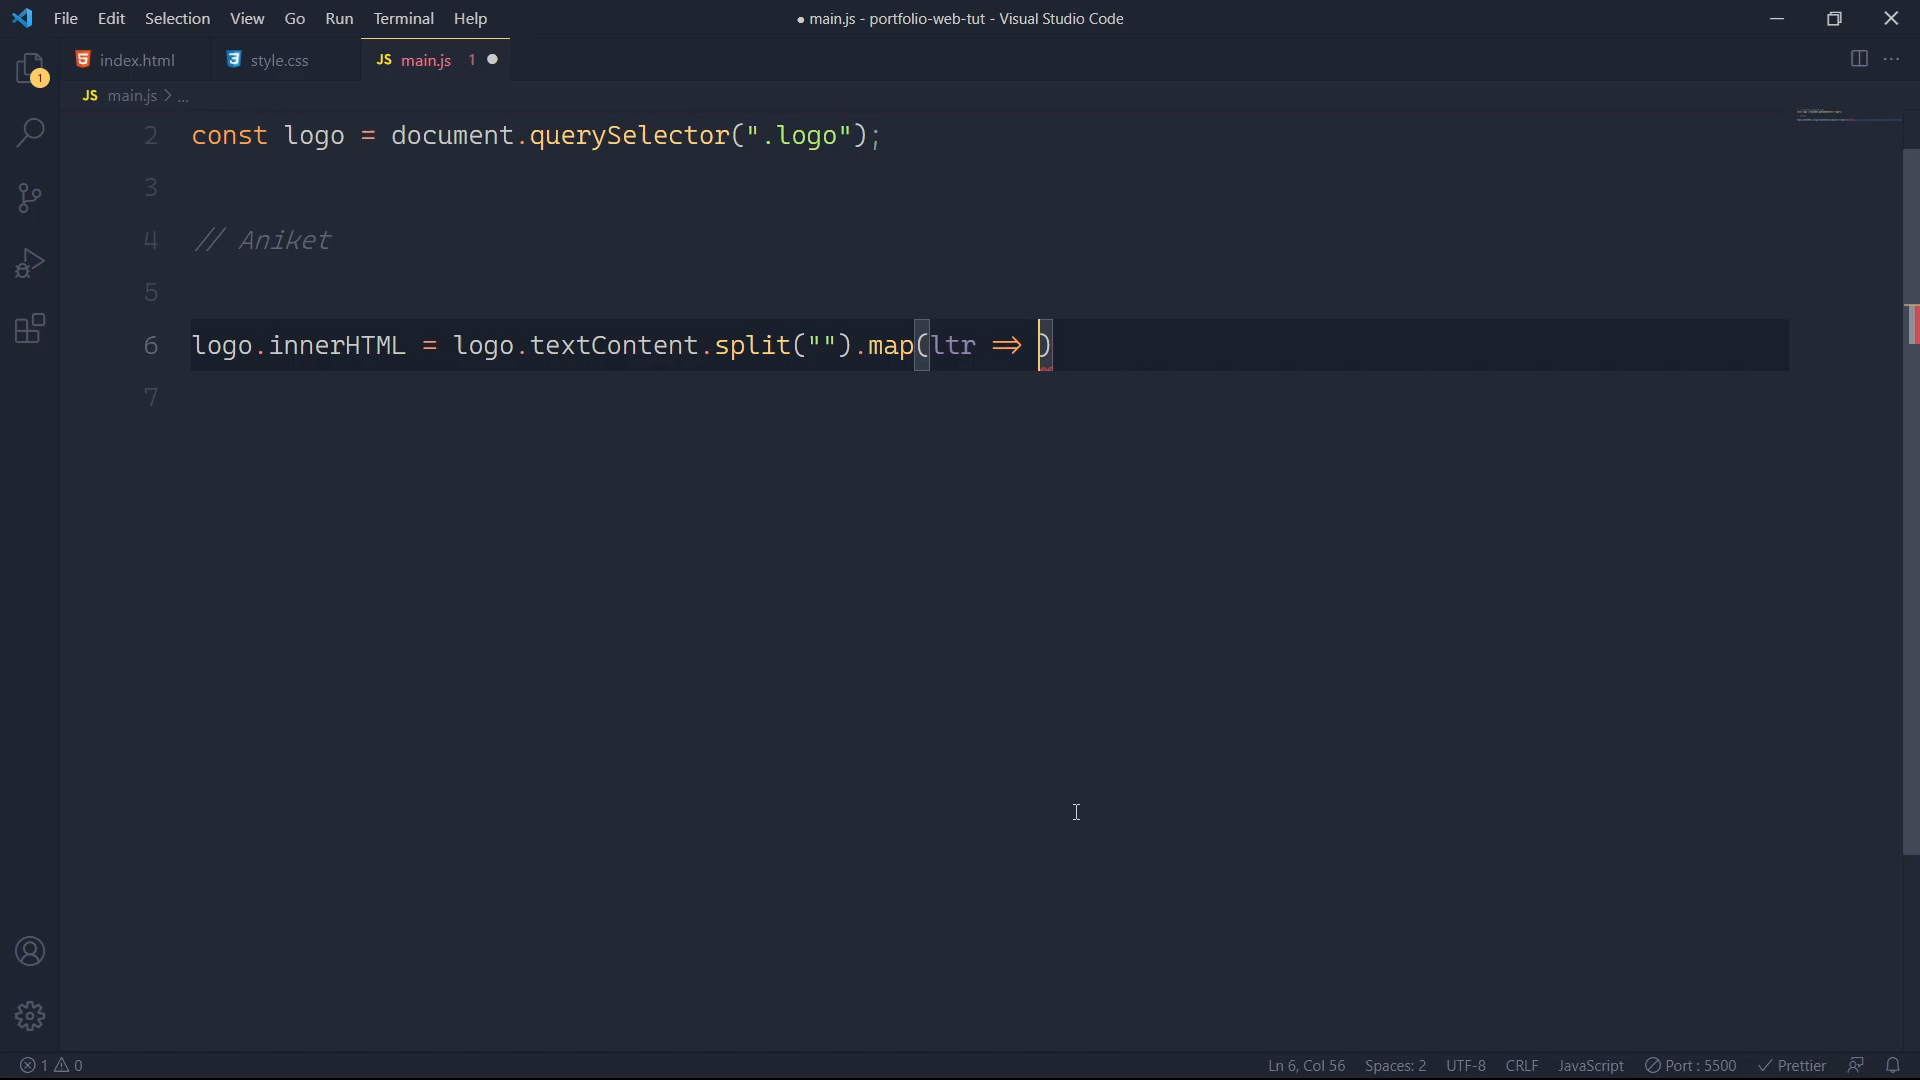 File Edit Selection View Go Run Terminal Help
● main.js - portfolio-web-tut - Visual Studio Code
1
index.html
style.css
JS main.js 1 ●
JS main.js > ...
2 const logo = document.querySelector(".logo");
3
4 // Aniket
5
6 logo.innerHTML = logo.textContent.split("").map(ltr => )
7
1 0
Ln 6, Col 56 Spaces: 2 UTF-8 CRLF JavaScript Port : 5500 Prettier